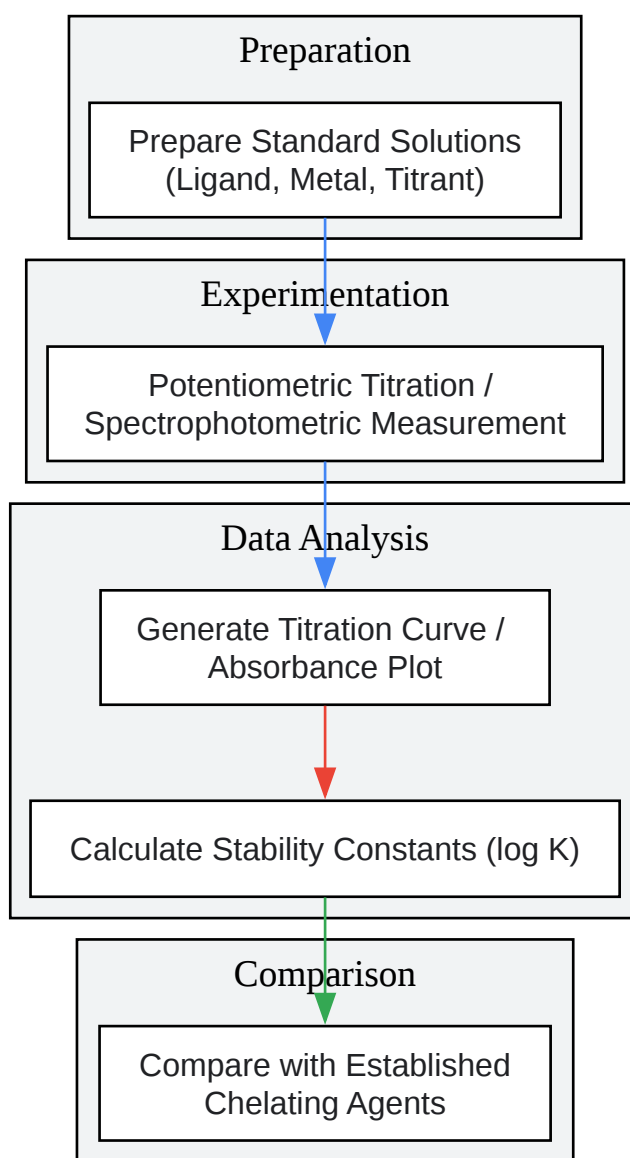 Preparation
Prepare Standard Solutions
(Ligand, Metal, Titrant)
Experimentation
Potentiometric Titration /
Spectrophotometric Measurement
Data Analysis
Generate Titration Curve /
Absorbance Plot
Calculate Stability Constants (log K)
Comparison
Compare with Established
Chelating Agents